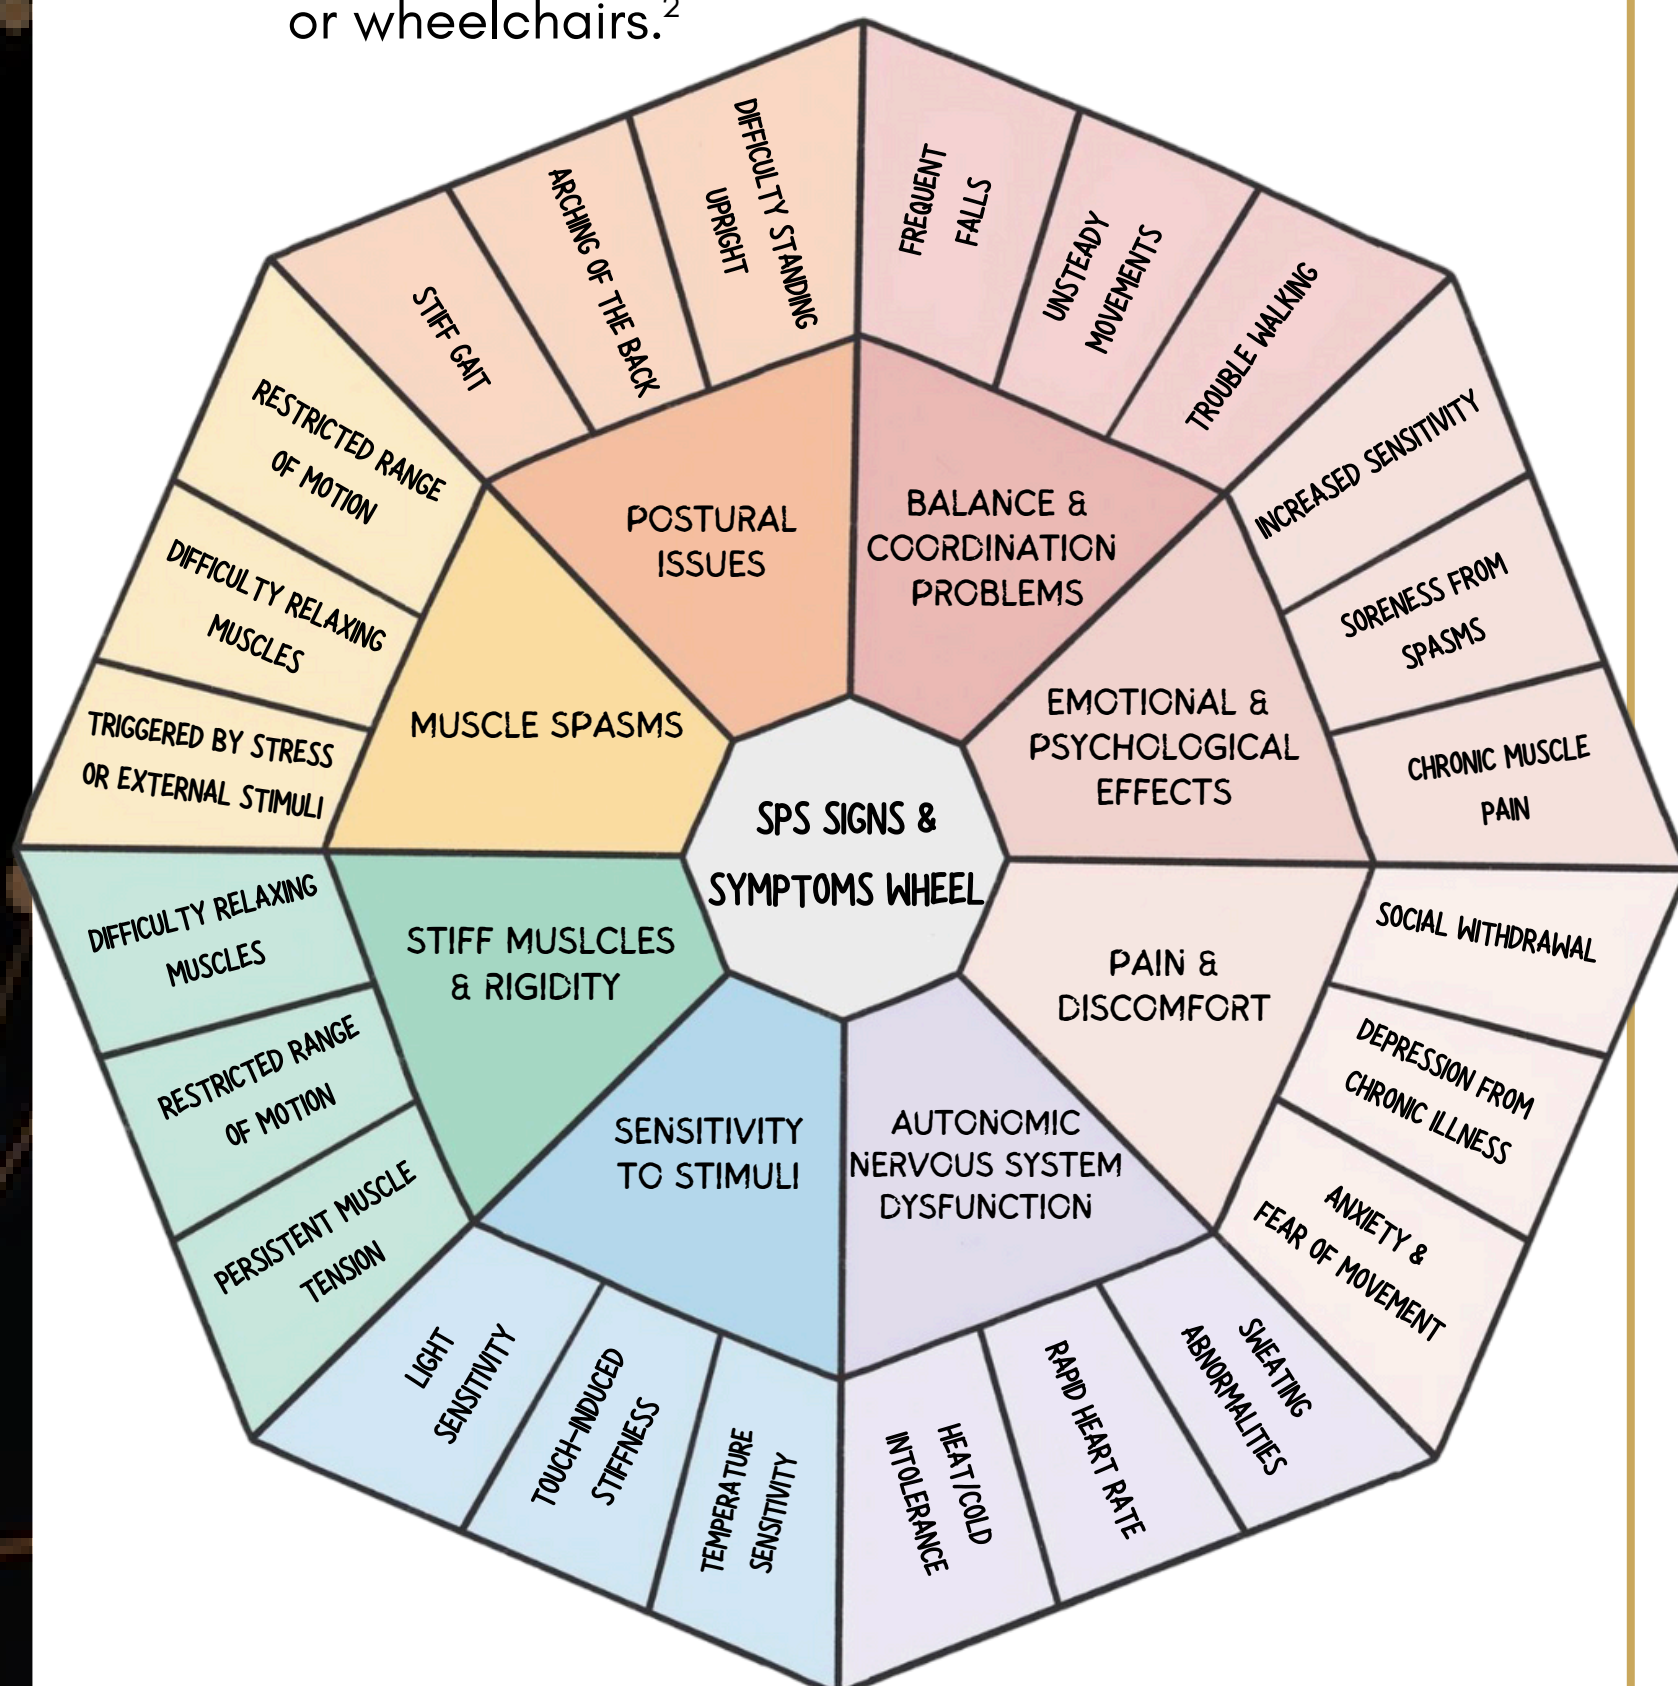 or wheelchairs.²
DIFFICULTY STANDING
UPRIGHT
ARCHING OF THE BACK
STIFF GAIT
FREQUENT
FALLS
UNSTEADY
MOVEMENTS
TROUBLE WALKING
POSTURAL
ISSUES
BALANCE &
COORDINATION
PROBLEMS
INCREASED SENSITIVITY
SORENESS FROM
SPASMS
CHRONIC MUSCLE
PAIN
EMOTIONAL &
PSYCHOLOGICAL
EFFECTS
RESTRICTED RANGE
OF MOTION
DIFFICULTY RELAXING
MUSCLES
TRIGGERED BY STRESS
OR EXTERNAL STIMULI
MUSCLE SPASMS
SPS SIGNS &
SYMPTOMS WHEEL
DIFFICULTY RELAXING
MUSCLES
RESTRICTED RANGE
OF MOTION
PERSISTENT MUSCLE
TENSION
STIFF MUSLCLES
& RIGIDITY
PAIN &
DISCOMFORT
SOCIAL WITHDRAWAL
DEPRESSION FROM
CHRONIC ILLNESS
ANXIETY &
FEAR OF MOVEMENT
SENSITIVITY
TO STIMULI
AUTONOMIC
NERVOUS SYSTEM
DYSFUNCTION
LIGHT
SENSITIVITY
TOUCH-INDUCED
STIFFNESS
TEMPERATURE
SENSITIVITY
HEAT/COLD
INTOLERANCE
RAPID HEART RATE
SWEATING
ABNORMALITIES